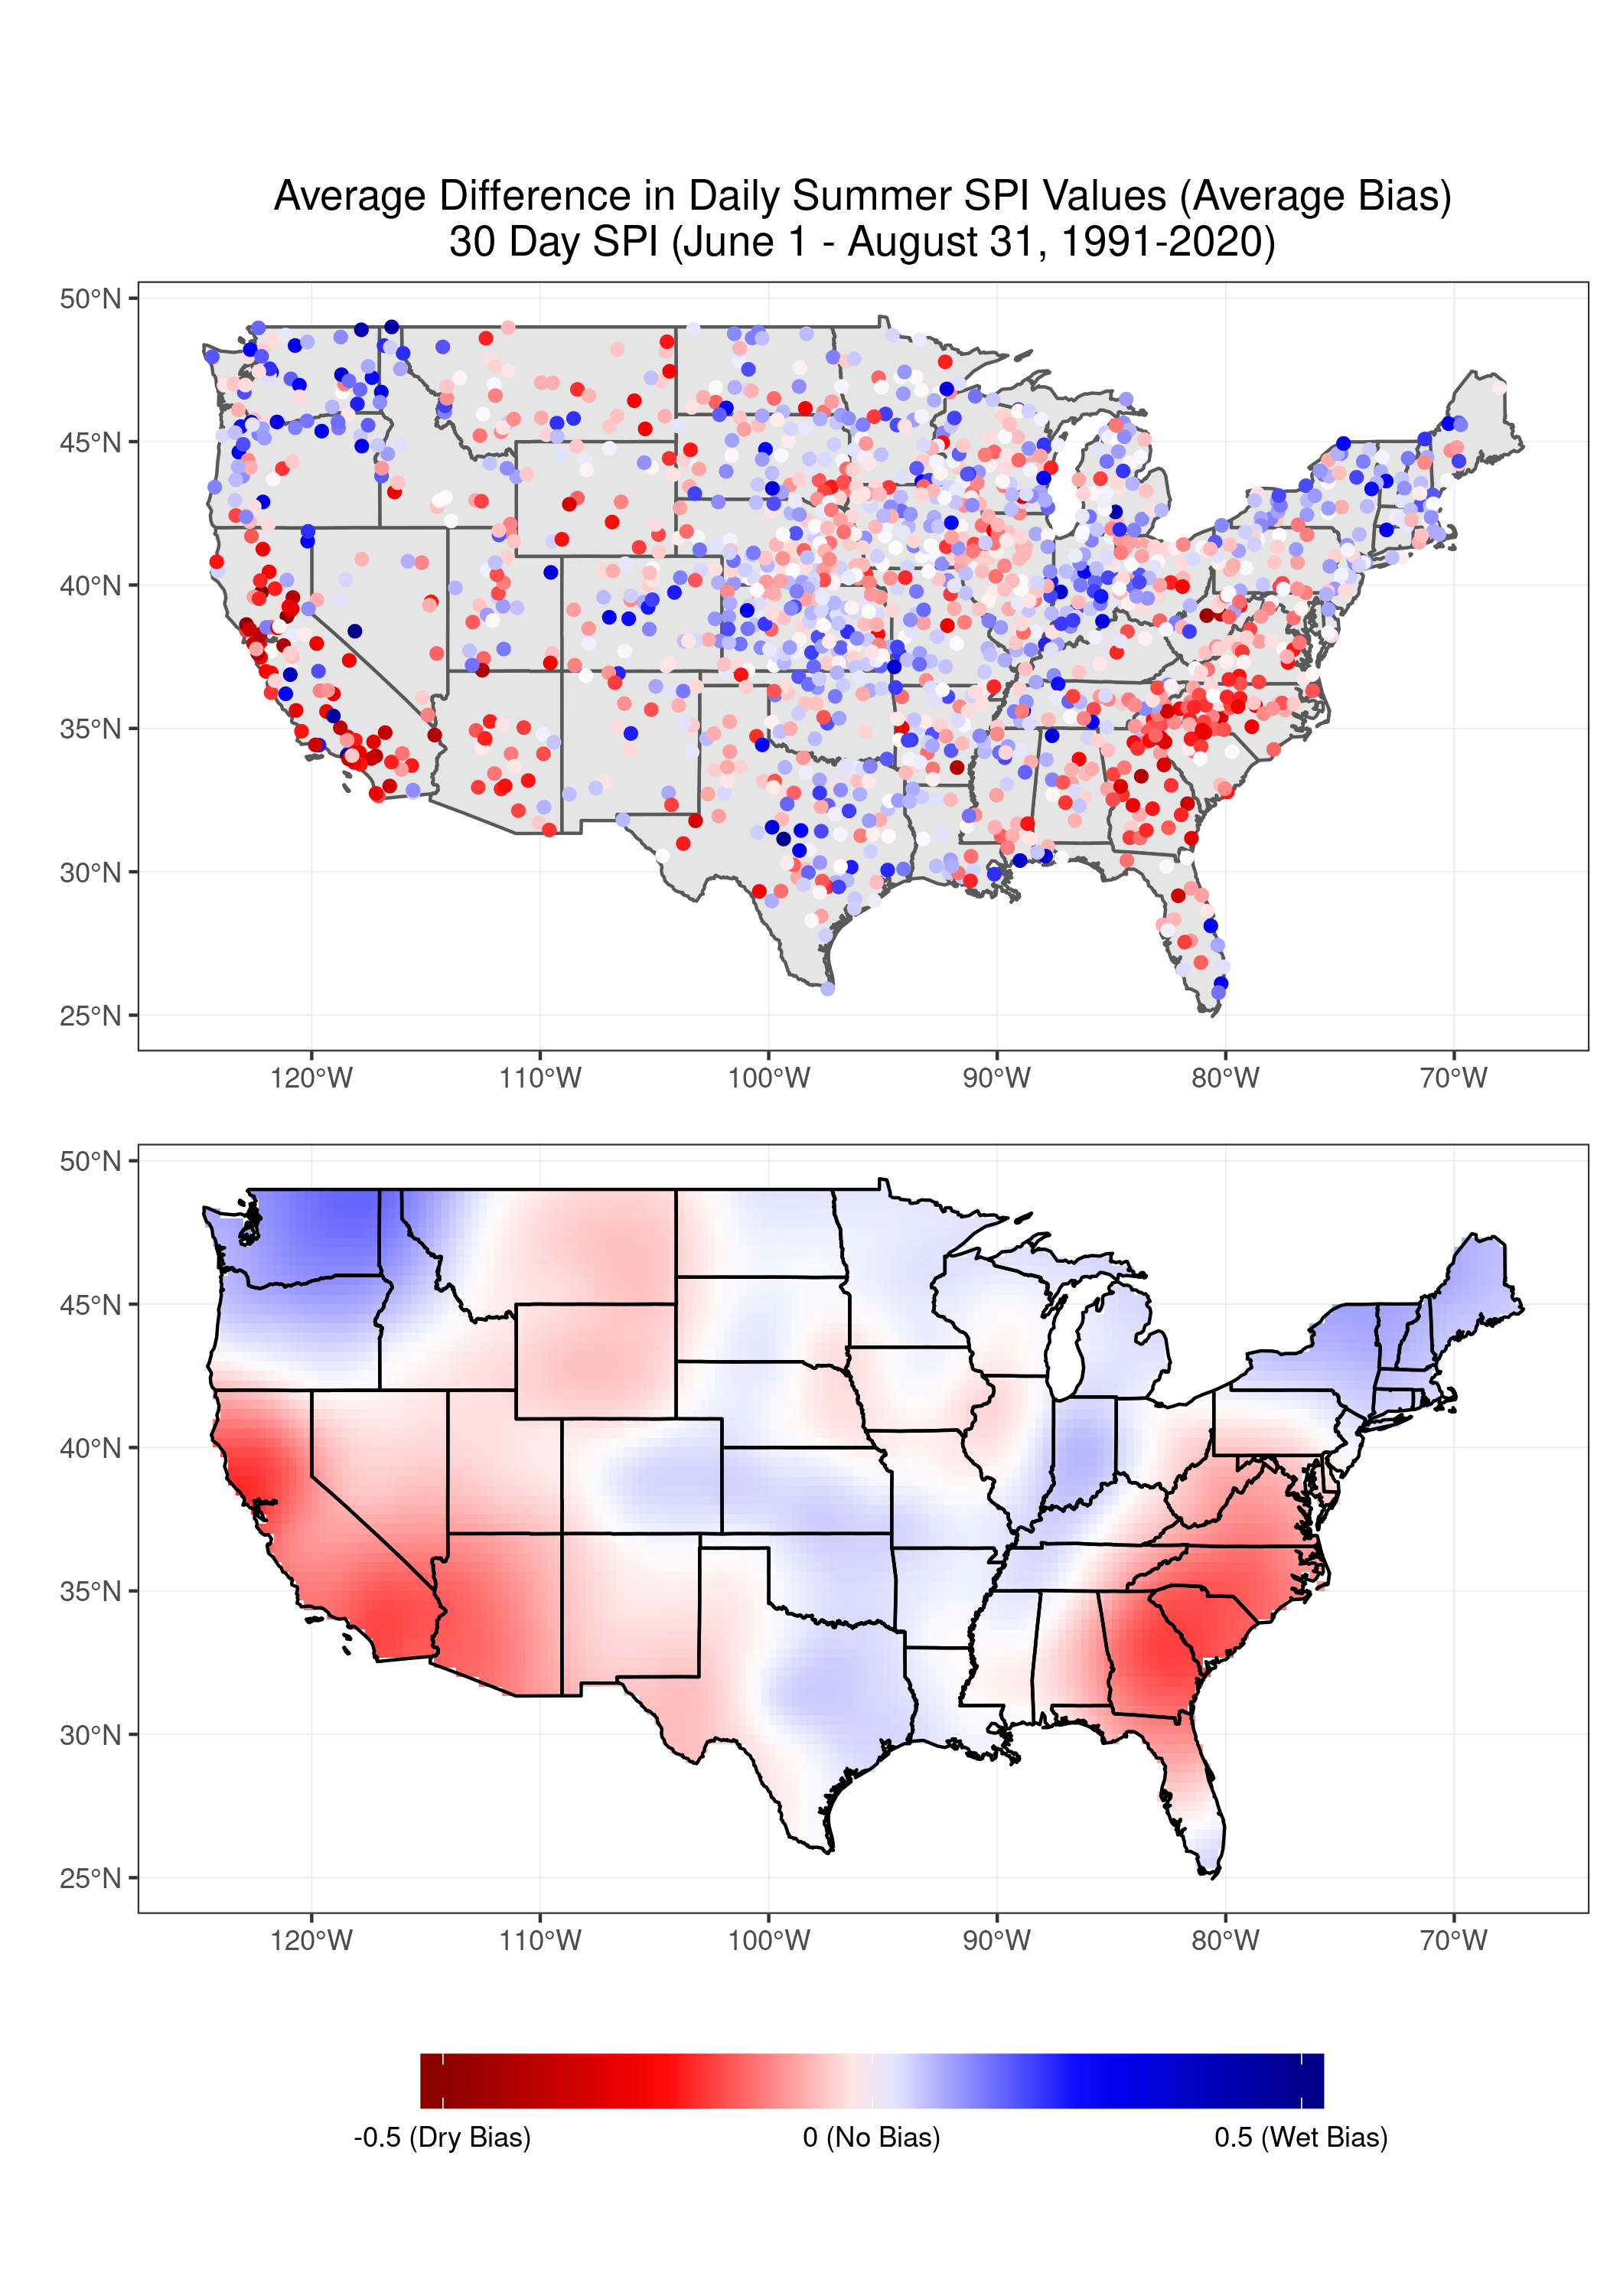 Average Difference in Daily Summer SPI Values (Average Bias)
30 Day SPI (June 1 - August 31, 1991-2020)
50°N
45°N
40°N
35°N
30°N
25°N
120°W 110°W 100°W 90°W 80°W 70°W
50°N
45°N
40°N
35°N
30°N
25°N
120°W 110°W 100°W 90°W 80°W 70°W
-0.5 (Dry Bias) 0 (No Bias) 0.5 (Wet Bias)